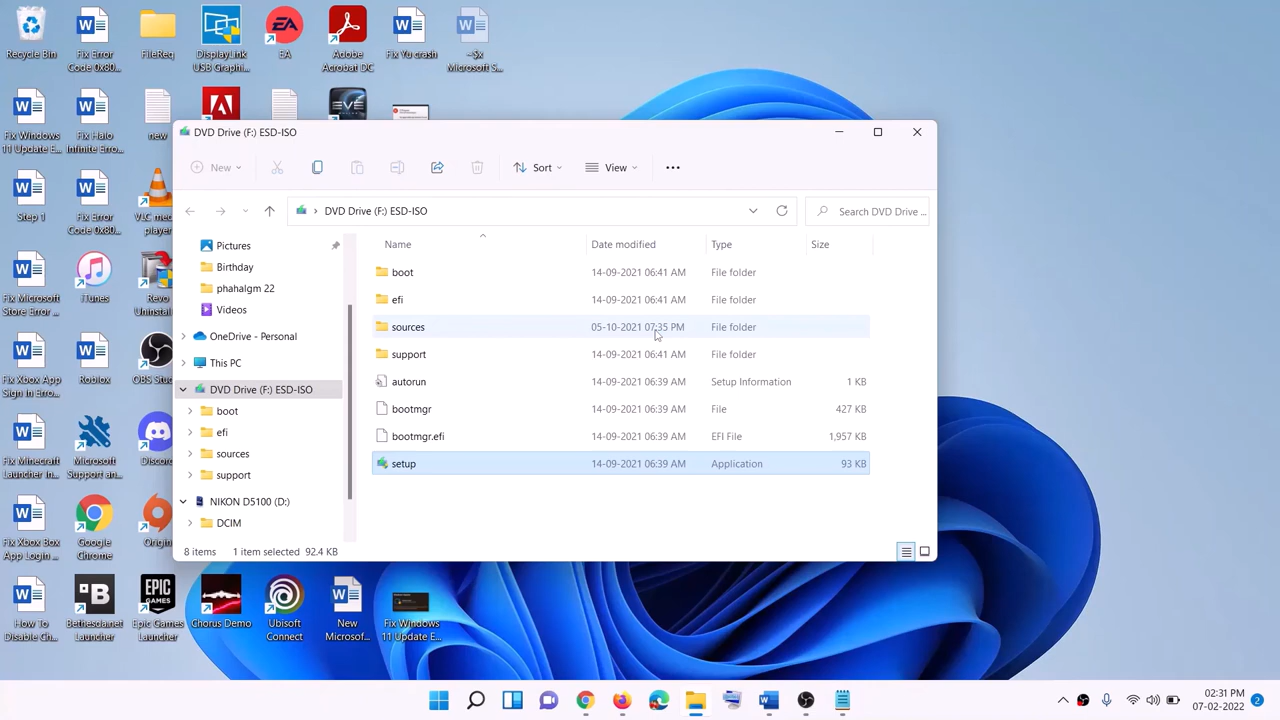 Recycle Bin
Fix Error
Code 0x80...
FileReq
DisplayLink
USB Graphi...
EA
Adobe
Acrobat DC
Fix Yu crash
~$x
Microsoft S...
Fix Windows
11 Update E...
Fix Halo
Infinite Erro...
new
EVE
DVD Drive (F:) ESD-ISO
New
Sort
View
DVD Drive (F:) ESD-ISO
Search DVD Drive ...
Step 1
Fix Error
Code 0x80...
VLC media
player
Fix Microsoft
Store Error ...
iTunes
Revo
Uninstal...
Fix Xbox App
Sign In Erro...
Roblox
OBS Stud
Fix Minecraft
Launcher In...
Microsoft
Support an...
Discord
Fix Xbox Box
App Login ...
Google
Chrome
Origin
Pictures
Birthday
phahalgm 22
Videos
OneDrive - Personal
This PC
DVD Drive (F:) ESD-ISO
boot
efi
sources
support
NIKON D5100 (D:)
DCIM
Name Date modified Type Size
boot 14-09-2021 06:41 AM File folder
efi 14-09-2021 06:41 AM File folder
sources 05-10-2021 07:35 PM File folder
support 14-09-2021 06:41 AM File folder
autorun 14-09-2021 06:39 AM Setup Information 1 KB
bootmgr 14-09-2021 06:39 AM File 427 KB
bootmgr.efi 14-09-2021 06:39 AM EFI File 1,957 KB
setup 14-09-2021 06:39 AM Application 93 KB
8 items 1 item selected 92.4 KB
How To
Disable Ch...
Bethesda.net
Launcher
EPIC
GAMES
Epic Games
Launcher
Chorus Demo
Ubisoft
Connect
New
Microsof...
Fix Windows
11 Update E...
02:31 PM
07-02-2022
2